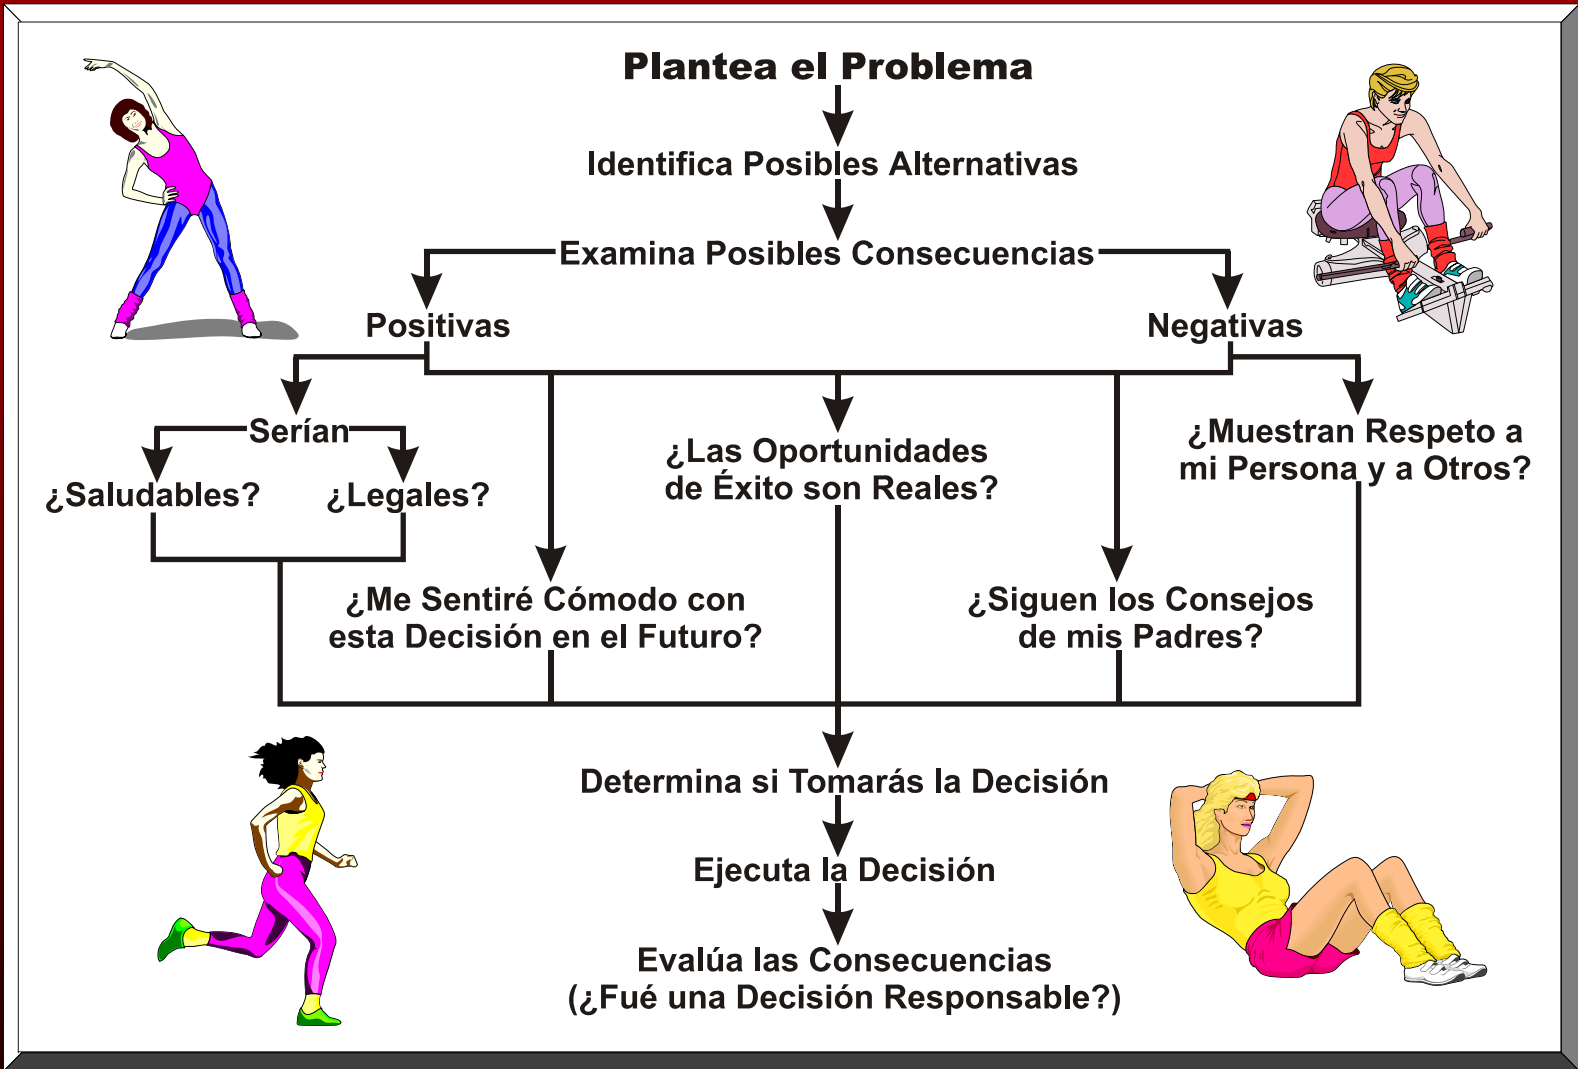 Plantea el Problema
Identifica Posibles Alternativas
Examina Posibles Consecuencias
Positivas
Negativas
Serían
¿Saludables?
¿Legales?
¿Las Oportunidades
de Éxito son Reales?
¿Muestran Respeto a
mi Persona y a Otros?
¿Me Sentiré Cómodo con
esta Decisión en el Futuro?
¿Siguen los Consejos
de mis Padres?
Determina si Tomarás la Decisión
Ejecuta la Decisión
Evalúa las Consecuencias
(¿Fué una Decisión Responsable?)